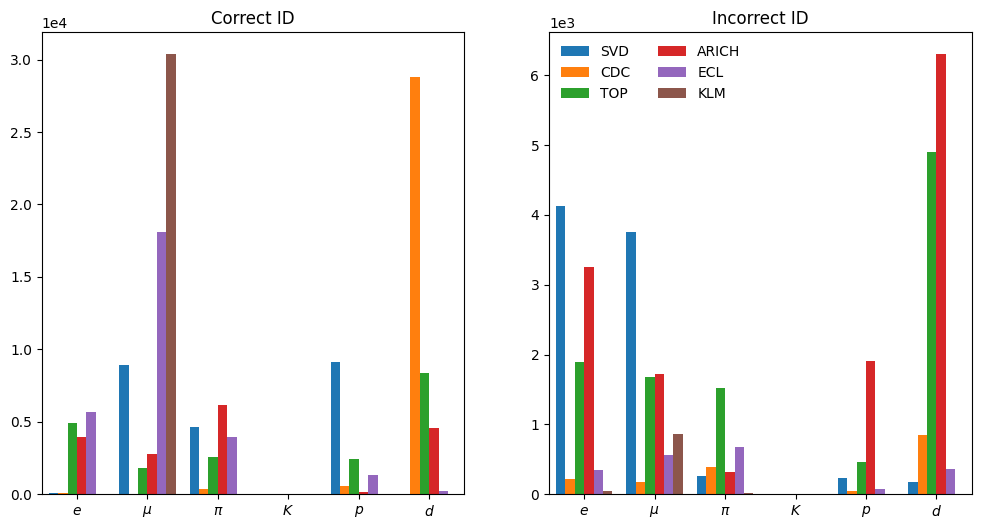 Correct ID
1e4
3.0
2.5
2.0
1.5
1.0
0.5
0.0
e μ π K p d
Incorrect ID
1e3
SVD ARICH
CDC ECL
TOP KLM
6
5
4
3
2
1
0
e μ π K p d